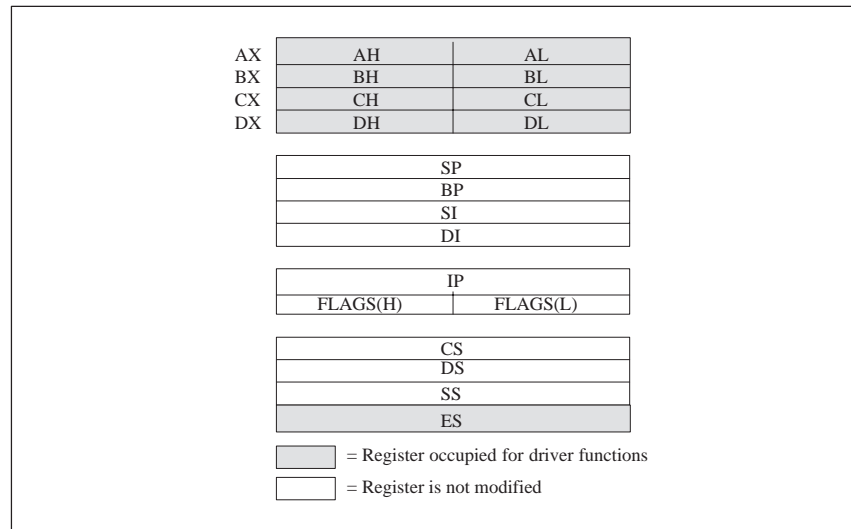 AX AH AL
BX BH BL
CX CH CL
DX DH DL
SP
BP
SI
DI
IP
FLAGS(H) FLAGS(L)
CS
DS
SS
ES
= Register occupied for driver functions
= Register is not modified